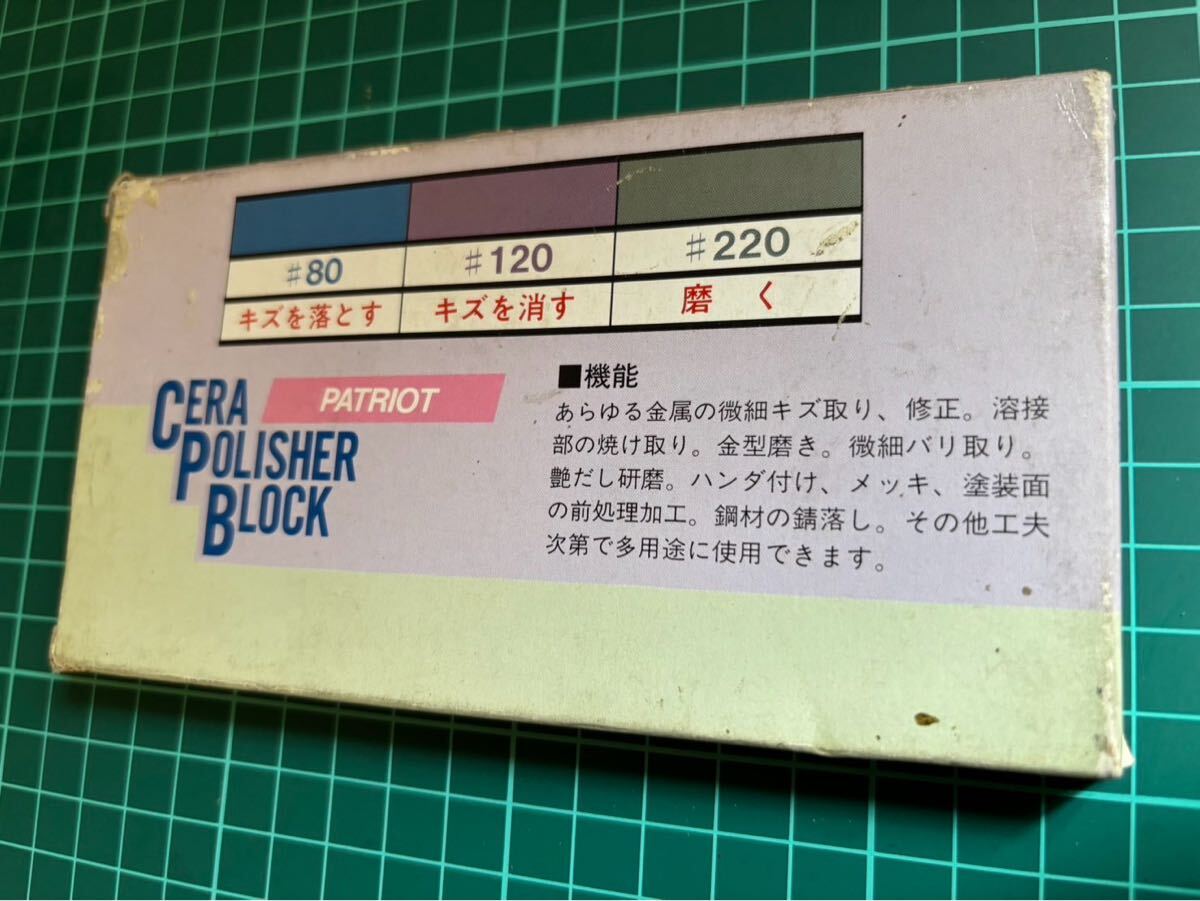 #80 #120 #220
キズを落とす キズを消す 磨く
CERA
PATRIOT
POLISHER
BLOCK
■機能
あらゆる金属の微細キズ取り、修正。溶接
部の焼け取り。金型磨き。微細バリ取り。
艶だし研磨。ハンダ付け、メッキ、塗装面
の前処理加工。鋼材の錆落し。その他工夫
次第で多用途に使用できます。